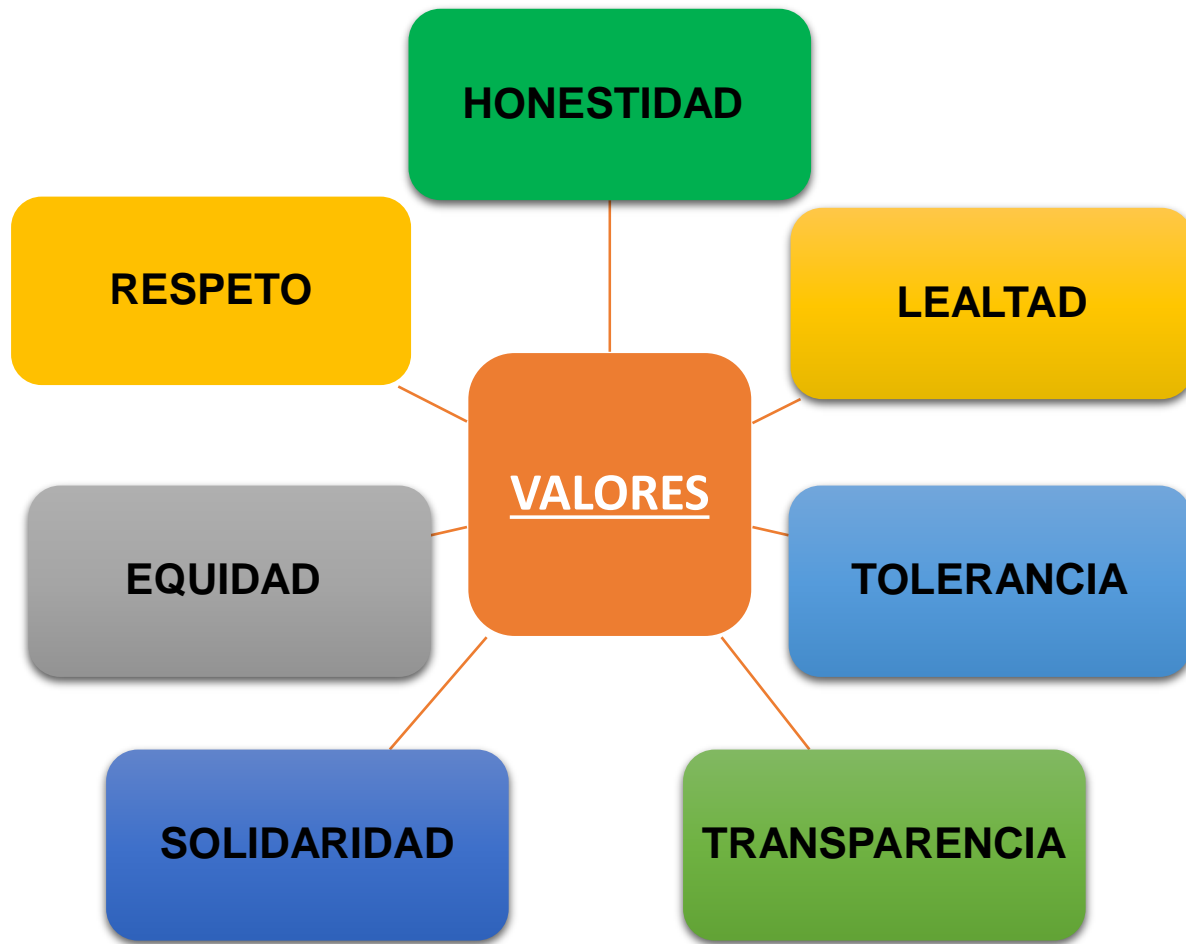 HONESTIDAD
RESPETO
LEALTAD
VALORES
EQUIDAD
TOLERANCIA
SOLIDARIDAD
TRANSPARENCIA